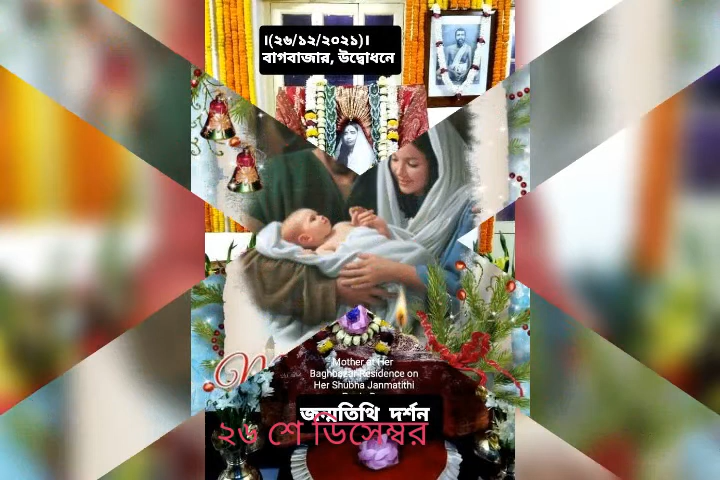 ।(২৬/১২/২০২১)।
বাগবাজার, উদ্বোধনে
Mother at Her
Baghbazar Residence on
Her Shubha Janmatithi
জন্মতিথি দর্শন
২৬ শে ডিসেম্বর